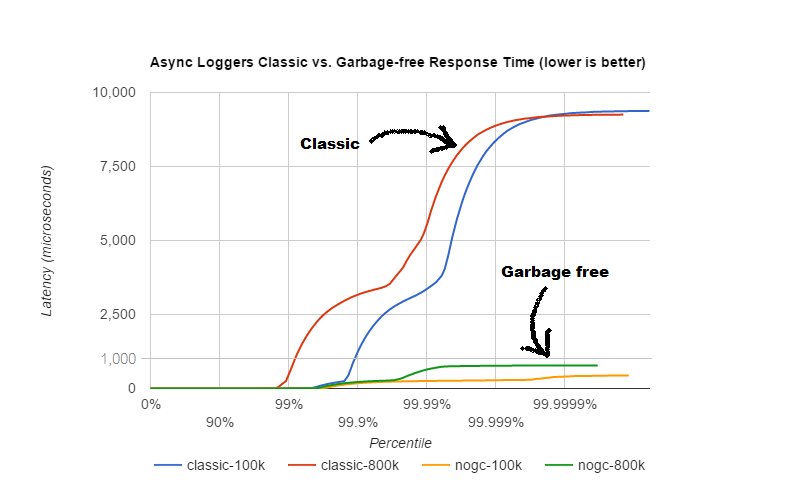 Async Loggers Classic vs. Garbage-free Response Time (lower is better)
10,000
7,500
5,000
2,500
1,000
0
Latency (microseconds)
Classic
Garbage free
0%
90%
99%
99.9%
99.99%
99.999%
99.9999%
Percentile
classic-100k
classic-800k
nogc-100k
nogc-800k